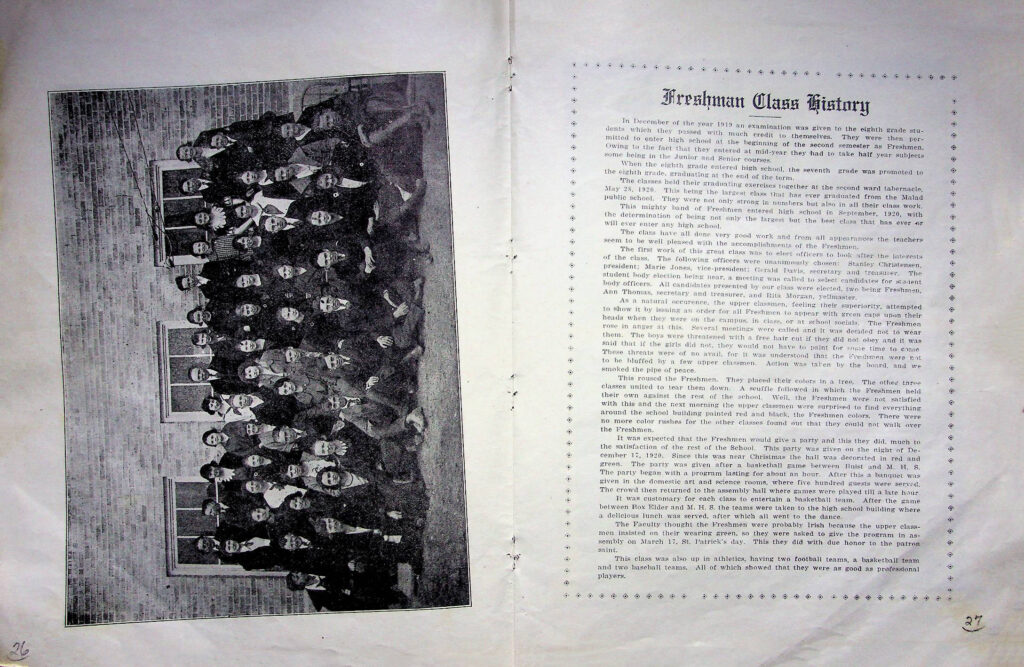 26
Freshman Class History
In December of the year 1919 an examination was given to the eighth grade stu-
dents which they passed with much credit to themselves. They were then per-
mitted to enter high school at the beginning of the second semester as Freshmen.
Owing to the fact that they entered at mid-year they had to take half year subjects
some being in the Junior and Senior courses.
When the eighth grade entered high school, the seventh grade was promoted to
the eighth grade, graduating at the end of the term.
The classes held their graduating exercises together at the second ward tabernacle,
May 28, 1920. This being the largest class that has ever graduated from the Malad
public school. They were not only strong in numbers but also in all their class work.
This mighty band of Freshmen entered high school in September, 1920, with
the determination of being not only the largest but the best class that has ever or
will ever enter any high school.
The class have all done very good work and from all appearances the teachers
seem to be well pleased with the accomplishments of the Freshmen.
The first work of this great class was to elect officers to look after the interests
of the class. The following officers were unanimously chosen: Stanley Christensen,
president; Marie Jones, vice-president; Gerald Davis, secretary and treasurer. The
student body election being near, a meeting was called to select candidates for student
body officers. All candidates presented by our class were elected, two being Freshmen,
Ann Thomas, secretary and treasurer, and Rita Morgan, yellmaster.
As a natural occurence, the upper classmen, feeling their superiority, attempted
to show it by issuing an order for all Freshmen to appear with green caps upon their
heads when they were on the campus, in class, or at school socials. The Freshmen
rose in anger at this. Several meetings were called and it was decided not to wear
them. The boys were threatened with a free hair cut if they did not obey and it was
said that if the girls did not, they would not have to paint for some time to come
These threats were of no avail, for it was understood that the Freshmen were not
to be bluffed by a few upper classmen. Action was taken by the board, and we
smoked the pipe of peace.
This roused the Freshmen. They placed their colors in a tree. The other three
classes united to tear them down. A scuffle followed in which the Freshmen held
their own against the rest of the school. Well, the Freshmen were not satisfied
with this and the next morning the upper classmen were surprised to find everything
around the school building painted red and black, the Freshmen colors. There were
no more color rushes for the other classes found out that they could not walk over
the Freshmen.
It was expected that the Freshmen would give a party and this they did, much to
the satisfaction of the rest of the School. This party was given on the night of De-
cember 17, 1920. Since this was near Christmas the hall was decorated in red and
green. The party was given after a basketball game between Buist and M. H. S.
The party began with a program lasting for about an hour. After this a banquet was
given in the domestic art and science rooms, where five hundred guests were served.
The crowd then returned to the assembly hall where games were played till a late hour.
It was customary for each class to entertain a basketball team. After the game
between Box Elder and M. H. S. the teams were taken to the high school building where
a delicious lunch was served, after which all went to the dance.
The Faculty thought the Freshmen were probably Irish because the upper class-
men insisted on their wearing green, so they were asked to give the program in as-
sembly on March 17, St. Patrick's day. This they did with due honor to the patron
saint.
This class was also up in athletics, having two football teams, a basketball team
and two baseball teams. All of which showed that they were as good as professional
players.
27